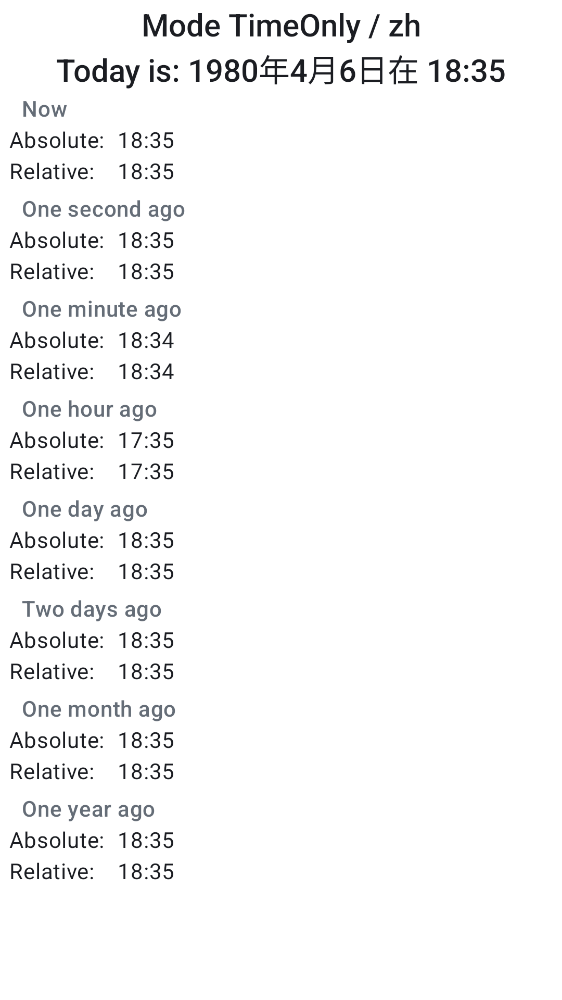 Mode TimeOnly / zh
Today is: 1980年4月6日在 18:35
Now
Absolute: 18:35
Relative: 18:35
One second ago
Absolute: 18:35
Relative: 18:35
One minute ago
Absolute: 18:34
Relative: 18:34
One hour ago
Absolute: 17:35
Relative: 17:35
One day ago
Absolute: 18:35
Relative: 18:35
Two days ago
Absolute: 18:35
Relative: 18:35
One month ago
Absolute: 18:35
Relative: 18:35
One year ago
Absolute: 18:35
Relative: 18:35